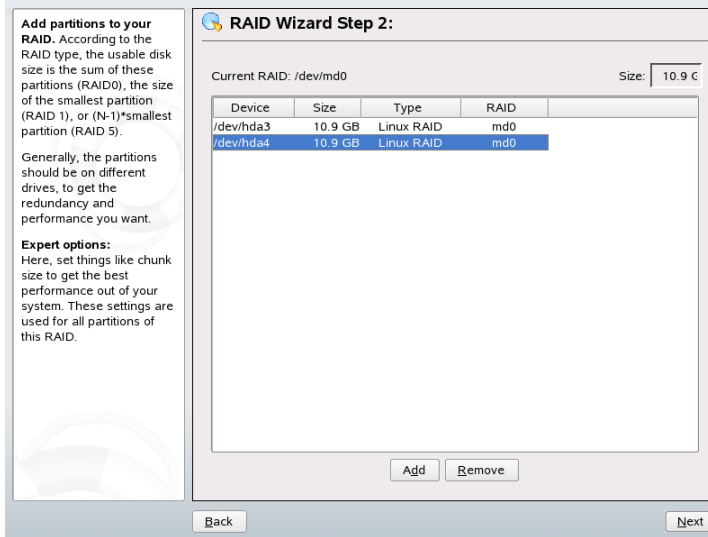 Add partitions to your
RAID. According to the
RAID type, the usable disk
size is the sum of these
partitions (RAID0), the size
of the smallest partition
(RAID 1), or (N-1)*smallest
partition (RAID 5).
Generally, the partitions
should be on different
drives, to get the
redundancy and
performance you want.
Expert options:
Here, set things like chunk
size to get the best
performance out of your
system. These settings are
used for all partitions of
this RAID.
RAID Wizard Step 2:
Current RAID: /dev/md0 Size: 10.9
Device Size Type RAID
/dev/hda3 10.9 GB Linux RAID md0
/dev/hda4 10.9 GB Linux RAID md0
Add Remove
Back Next